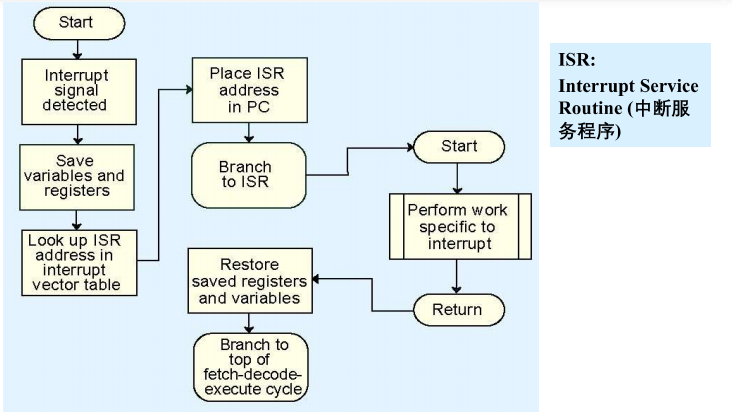 Start
Interrupt
signal
detected
Save
variables and
registers
Look up ISR
address in
interrupt
vector table
Place ISR
address
in PC
Branch
to ISR
Start
Perform work
specific to
interrupt
Return
Restore
saved registers
and variables
Branch to
top of
fetch-decode-
execute cycle
ISR:
Interrupt Service
Routine (中断服
务程序)